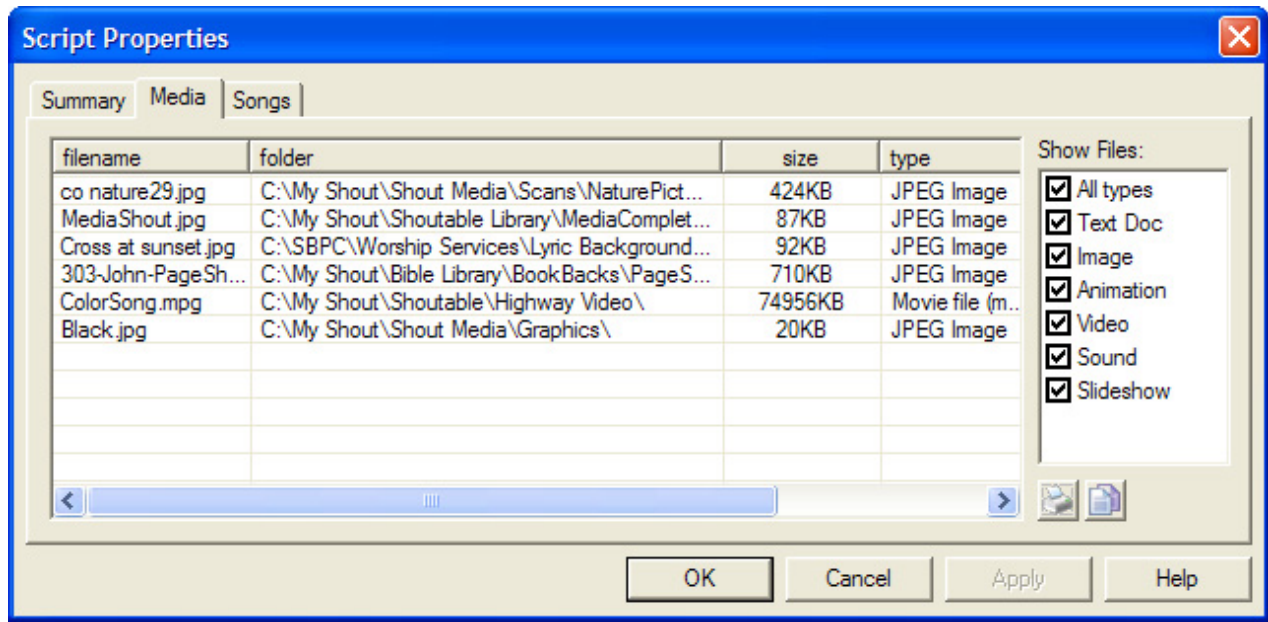 Script Properties
Summary Media Songs
filename folder size type Show Files:
co nature29.jpg C:\My Shout\Shout Media\Scans\NaturePict... 424KB JPEG Image
MediaShout.jpg C:\My Shout\Shoutable Library\MediaComplet... 87KB JPEG Image
Cross at sunset.jpg C:\SBPC\Worship Services\Lyric Background... 92KB JPEG Image
303-John-PageSh... C:\My Shout\Bible Library\BookBacks\PageS... 710KB JPEG Image
ColorSong.mpg C:\My Shout\Shoutable\Highway Video\ 74956KB Movie file (m...
Black.jpg C:\My Shout\Shout Media\Graphics\ 20KB JPEG Image
All types
Text Doc
Image
Animation
Video
Sound
Slideshow
OK Cancel Apply Help